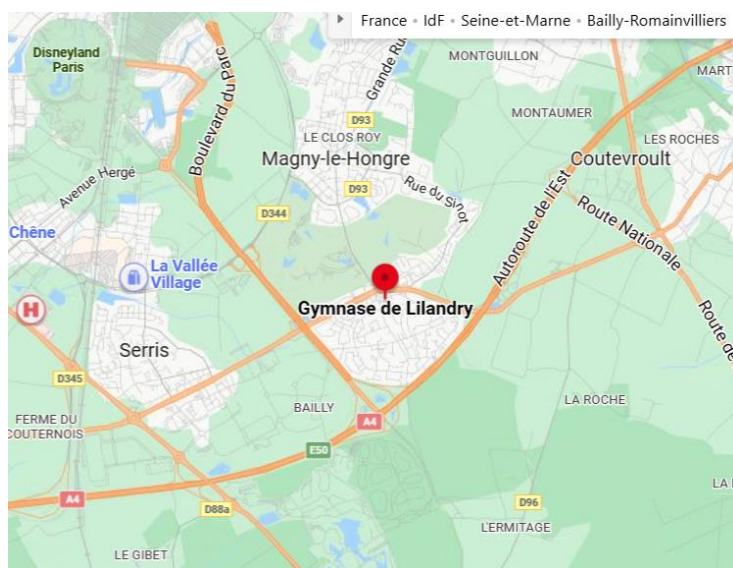 France • IdF • Seine-et-Marne • Bailly-Romainvilliers
Disneyland
Paris
Boulevard du Parc
Grande Ru
MONTGUILLON
MART
D93
LE CLOS ROY
MONTAUMER
LES ROCHES
Magny-le-Hongre
Coutevroult
Avenue Hergé
D93
Rue du Si
ot
D344
Autoroute de l'Est
Route Nationale
Chêne
La Vallée
Village
Gymnase de Lilandry
H
Serris
Route de
D345
BAILLY
LA ROCHE
FERME DU
COUTERNOIS
A4
E50
A4
D88a
D96
LA
L'ERMITAGE
LE GIBET